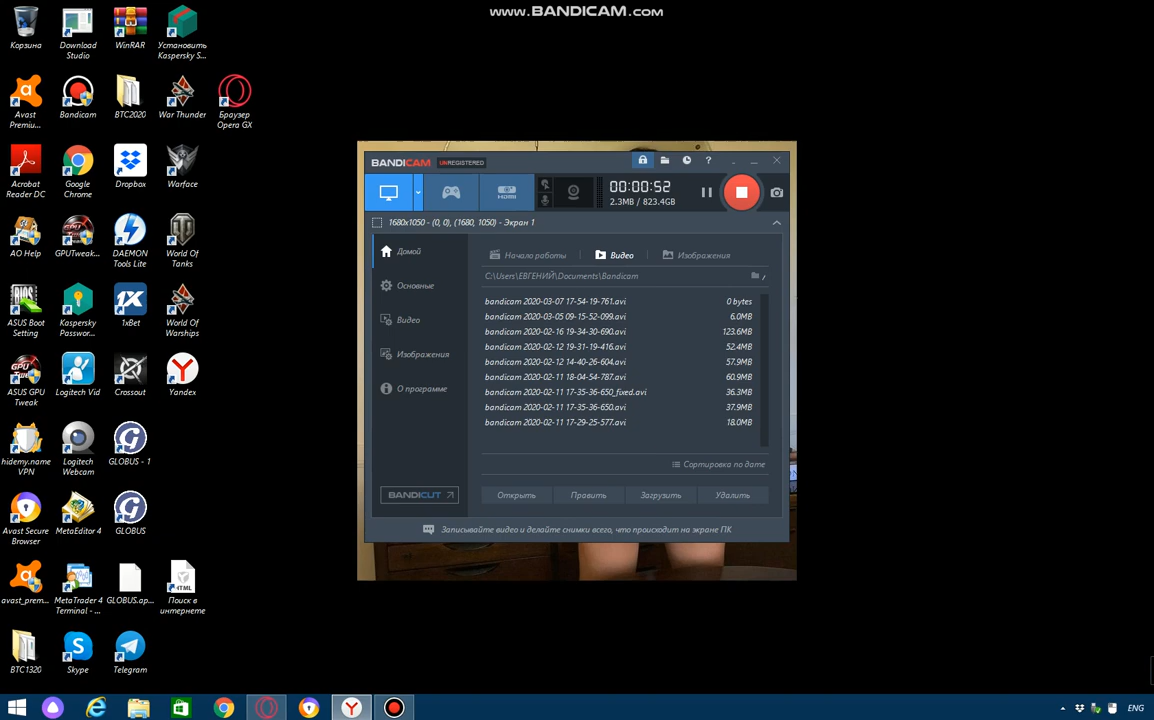 www.BANDICAM.com
Корзина
Download
Studio
WinRAR
Установить
Kaspersky S...
Avast
Premiu...
Bandicam
BTC2020
War Thunder
Браузер
Opera GX
Acrobat
Reader DC
Google
Chrome
Dropbox
Warface
AO Help
GPUTweak...
DAEMON
Tools Lite
World Of
Tanks
BIOS
ASUS Boot
Setting
Kaspersky
Passwor...
1X
1xBet
World Of
Warships
ASUS GPU
Tweak
Logitech Vid
Crossout
Yandex
hidemy.name
VPN
Logitech
Webcam
GLOBUS - 1
Avast Secure
Browser
MetaEditor 4
GLOBUS
avast_prem...
MetaTrader 4
Terminal - ...
GLOBUS.ap...
HTML
Поиск в
интернете
BTC1320
Skype
Telegram
BANDICAM UNREGISTERED
HDMI
00:00:52
2.3MB / 823.4GB
1680x1050 - (0, 0), (1680, 1050) - Экран 1
Домой
Основные
Видео
Изображения
О программе
BANDICUT
Начало работы
Видео
Изображения
C:\Users\ЕВГЕНИЙ\Documents\Bandicam
bandicam 2020-03-07 17-54-19-761.avi 0 bytes
bandicam 2020-03-05 09-15-52-099.avi 6.0MB
bandicam 2020-02-16 19-34-30-690.avi 123.6MB
bandicam 2020-02-12 19-31-19-416.avi 52.4MB
bandicam 2020-02-12 14-40-26-604.avi 57.9MB
bandicam 2020-02-11 18-04-54-787.avi 60.9MB
bandicam 2020-02-11 17-35-36-650_fixed.avi 36.3MB
bandicam 2020-02-11 17-35-36-650.avi 37.9MB
bandicam 2020-02-11 17-29-25-577.avi 18.0MB
Сортировка по дате
Открыть
Править
Загрузить
Удалить
Записывайте видео и делайте снимки всего, что происходит на экране ПК
ENG